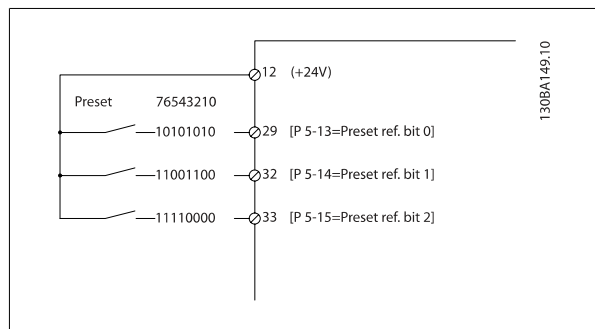 12 (+24V)
Preset 76543210
10101010 29 [P 5-13=Preset ref. bit 0]
11001100 32 [P 5-14=Preset ref. bit 1]
11110000 33 [P 5-15=Preset ref. bit 2]
130BA149.10